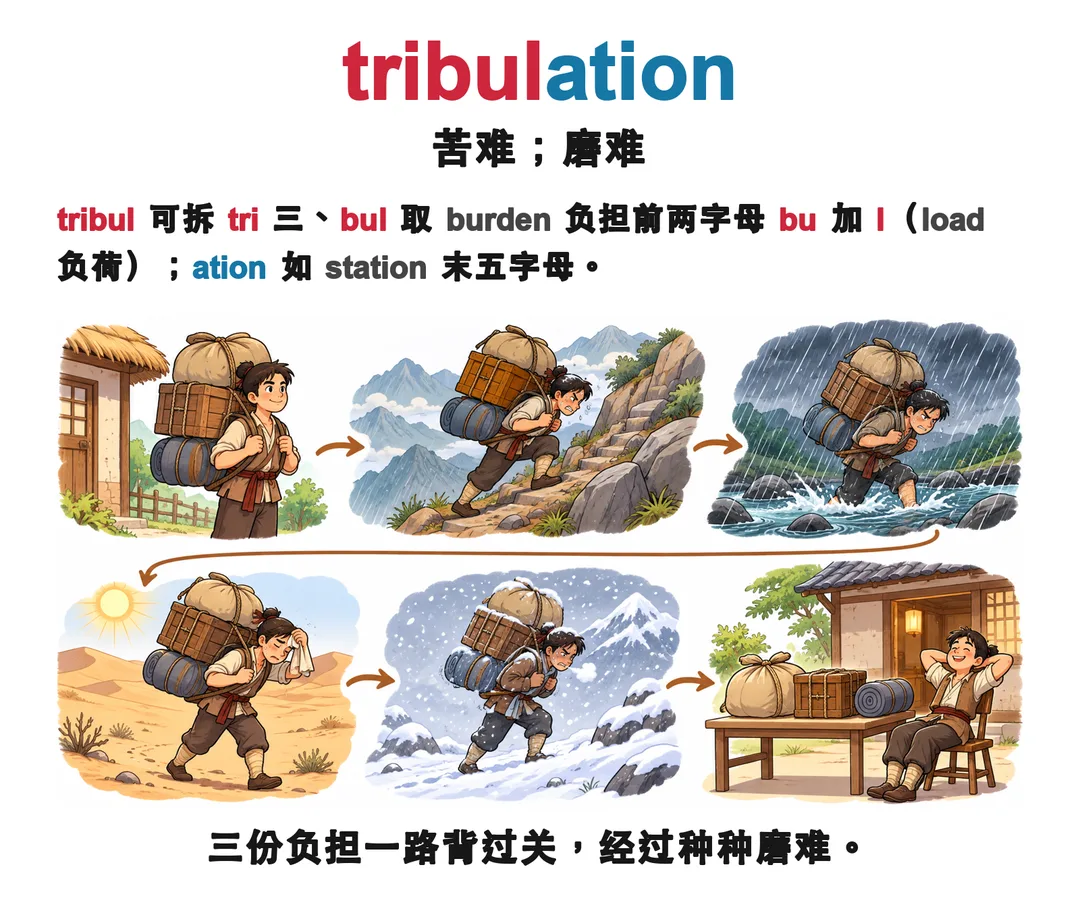 tribulation
苦难；磨难
tribul 可拆 tri 三、bul 取 burden 负担前两字母 bu 加 l（load
负荷）；ation 如 station 末五字母。
三份负担一路背过关，经过种种磨难。